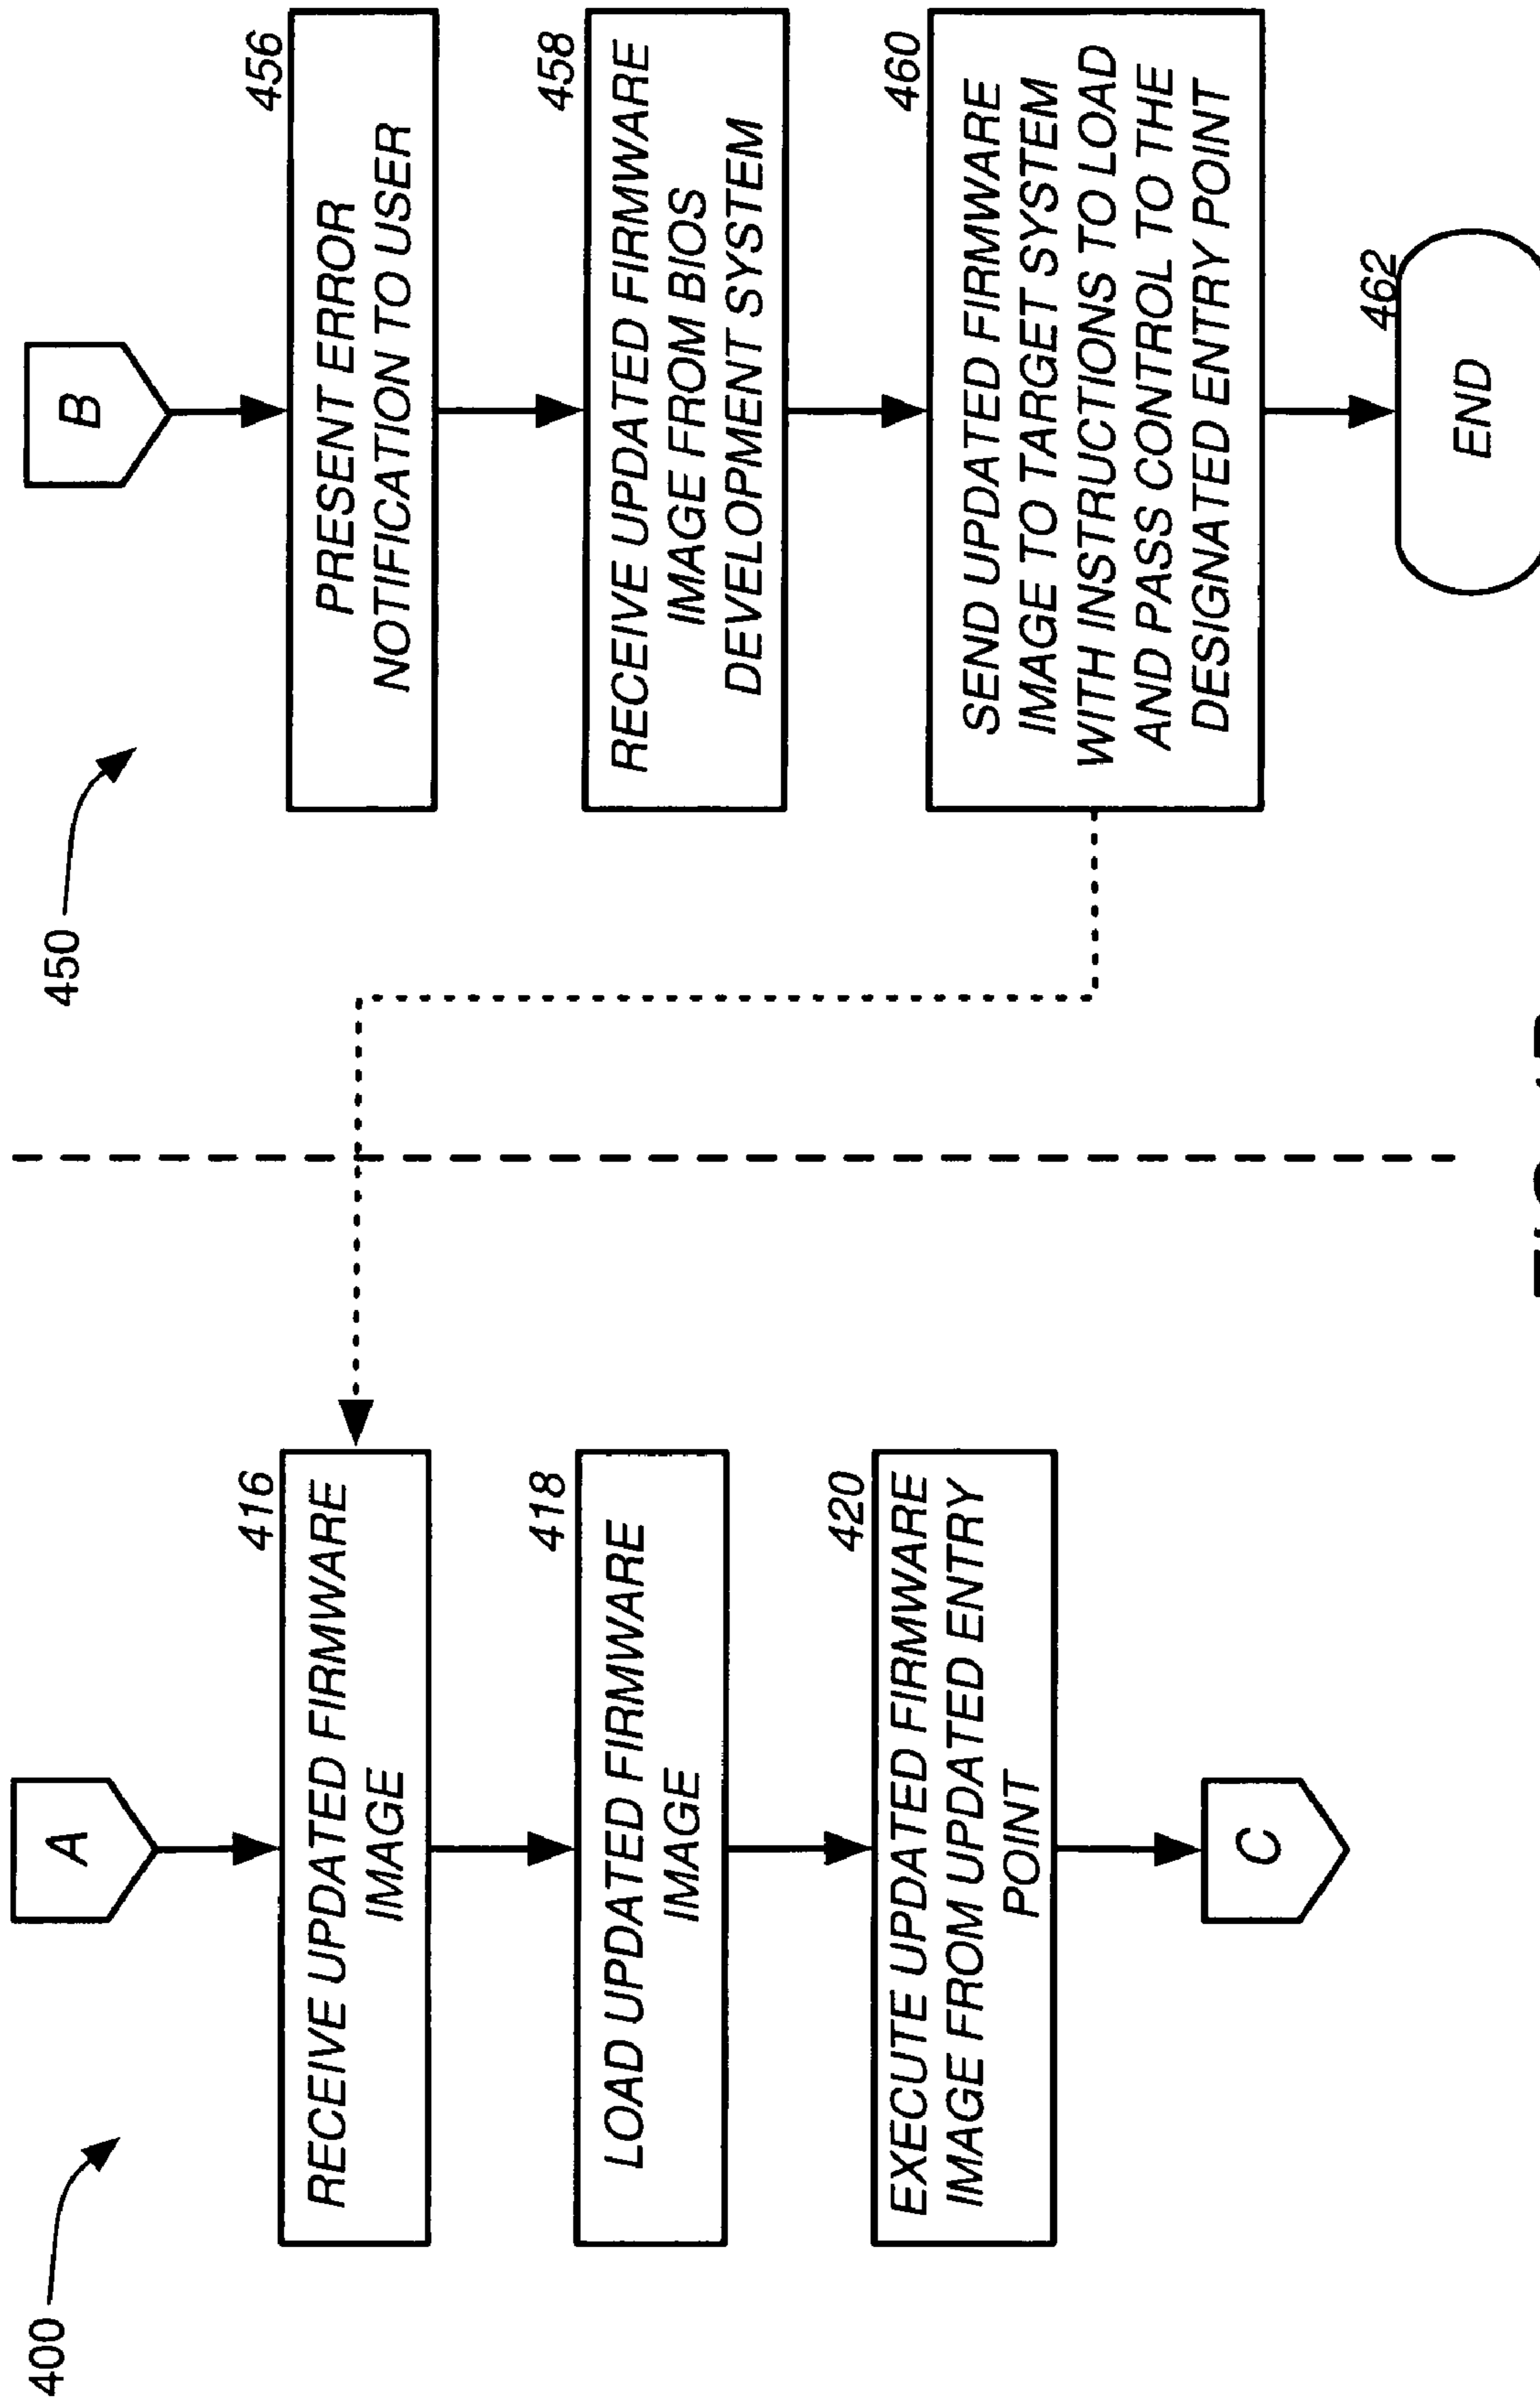 400
A
416
RECEIVE UPDATED FIRMWARE
IMAGE
418
LOAD UPDATED FIRMWARE
IMAGE
420
EXECUTE UPDATED FIRMWARE
IMAGE FROM UPDATED ENTRY
POINT
C
450
B
456
PRESENT ERROR
NOTIFICATION TO USER
458
RECEIVE UPDATED FIRMWARE
IMAGE FROM BIOS
DEVELOPMENT SYSTEM
460
SEND UPDATED FIRMWARE
IMAGE TO TARGET SYSTEM
WITH INSTRUCTIONS TO LOAD
AND PASS CONTROL TO THE
DESIGNATED ENTRY POINT
462
END